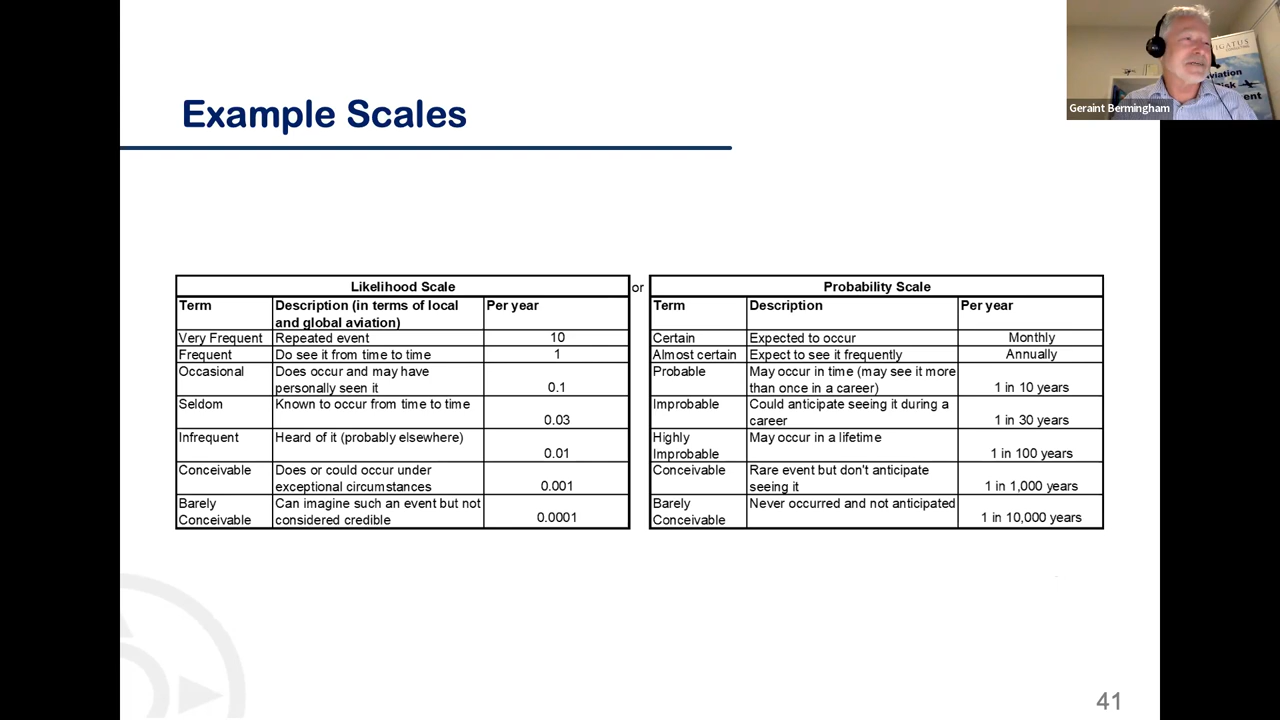 Example Scales
IGATUS
viation
isk
ent
Geraint Bermingham
Likelihood Scale
Term Description (in terms of local and global aviation) Per year
Very Frequent Repeated event 10
Frequent Do see it from time to time 1
Occasional Does occur and may have personally seen it 0.1
Seldom Known to occur from time to time 0.03
Infrequent Heard of it (probably elsewhere) 0.01
Conceivable Does or could occur under exceptional circumstances 0.001
Barely Conceivable Can imagine such an event but not considered credible 0.0001
or
Probability Scale
Term Description Per year
Certain Expected to occur Monthly
Almost certain Expect to see it frequently Annually
Probable May occur in time (may see it more than once in a career) 1 in 10 years
Improbable Could anticipate seeing it during a career 1 in 30 years
Highly Improbable May occur in a lifetime 1 in 100 years
Conceivable Rare event but don't anticipate seeing it 1 in 1,000 years
Barely Conceivable Never occurred and not anticipated 1 in 10,000 years
41